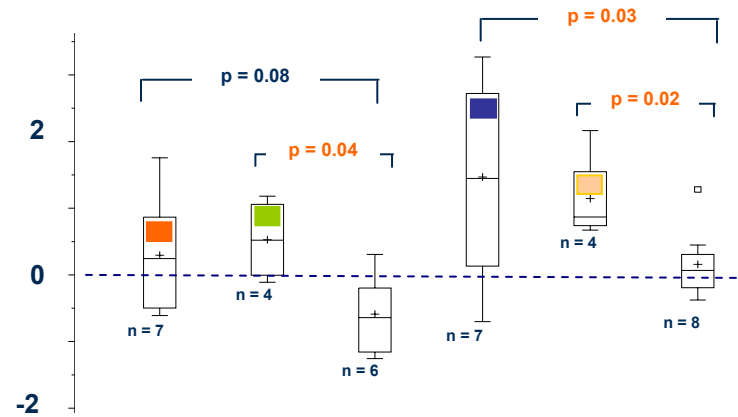 p = 0.03
p = 0.08
p = 0.02
2
p = 0.04
n = 4
0
n = 4
n = 7
n = 7
n = 8
n = 6
-2